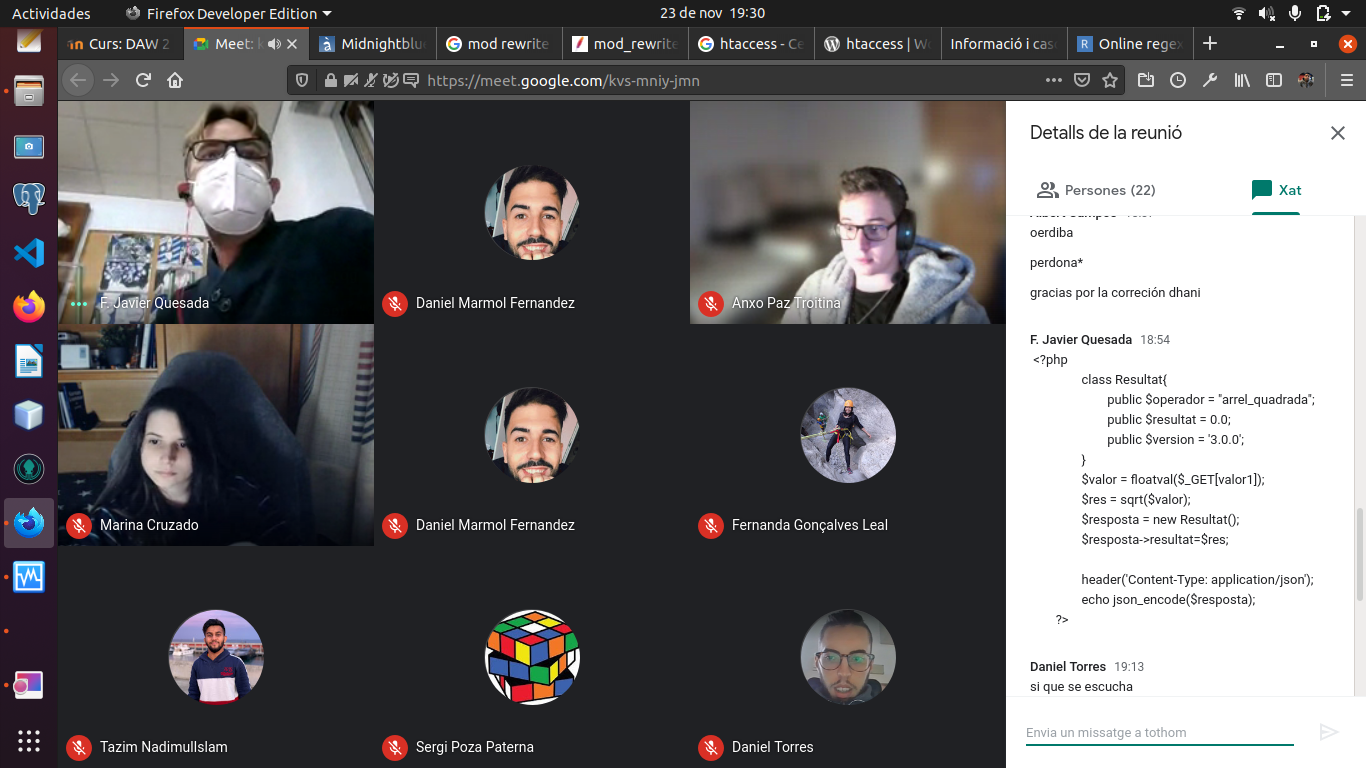 Actividades
Firefox Developer Edition
23 de nov 19:30
Curs: DAW 2
Meet: k
Midnightblu
mod rewrite
mod_rewrite
htaccess - Ce
htaccess | Wo
Informació i cas
Online rege
https://meet.google.com/kvs-mniy-jmn
F. Javier Quesada
Daniel Marmol Fernandez
Anxo Paz Troitina
Marina Cruzado
Daniel Marmol Fernandez
Fernanda Gonçalves Leal
Tazim NadimulIslam
Sergi Poza Paterna
Daniel Torres
Detalls de la reunió
Persones (22)
Xat
oerdiba
perdona*
gracias por la correción dhani
F. Javier Quesada 18:54
<?php
class Resultat{
public $operador = "arrel_quadrada";
public $resultat = 0.0;
public $version = '3.0.0';
}
$valor = floatval($_GET[valor1]);
$res = sqrt($valor);
$resposta = new Resultat();
$resposta->resultat=$res;
header('Content-Type: application/json');
echo json_encode($resposta);
?>
Daniel Torres 19:13
si que se escucha
Envia un missatge a tothom